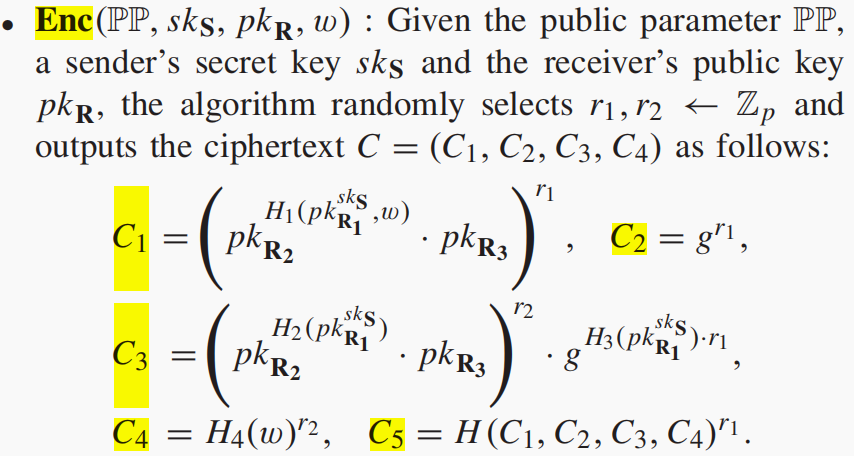 • Enc(ℙℙ, sk_S, pk_R, w) : Given the public parameter ℙℙ,
a sender's secret key sk_S and the receiver's public key
pk_R, the algorithm randomly selects r_1, r_2 ← ℤ_p and
outputs the ciphertext C = (C_1, C_2, C_3, C_4) as follows:
C_1 = (pk_{R_2}^{H_1(pk_{R_1}^{sk_S}, w)} · pk_{R_3})^{r_1}, C_2 = g^{r_1},
C_3 = (pk_{R_2}^{H_2(pk_{R_1}^{sk_S})} · pk_{R_3})^{r_2} · g^{H_3(pk_{R_1}^{sk_S})·r_1},
C_4 = H_4(w)^{r_2}, C_5 = H(C_1, C_2, C_3, C_4)^{r_1}.